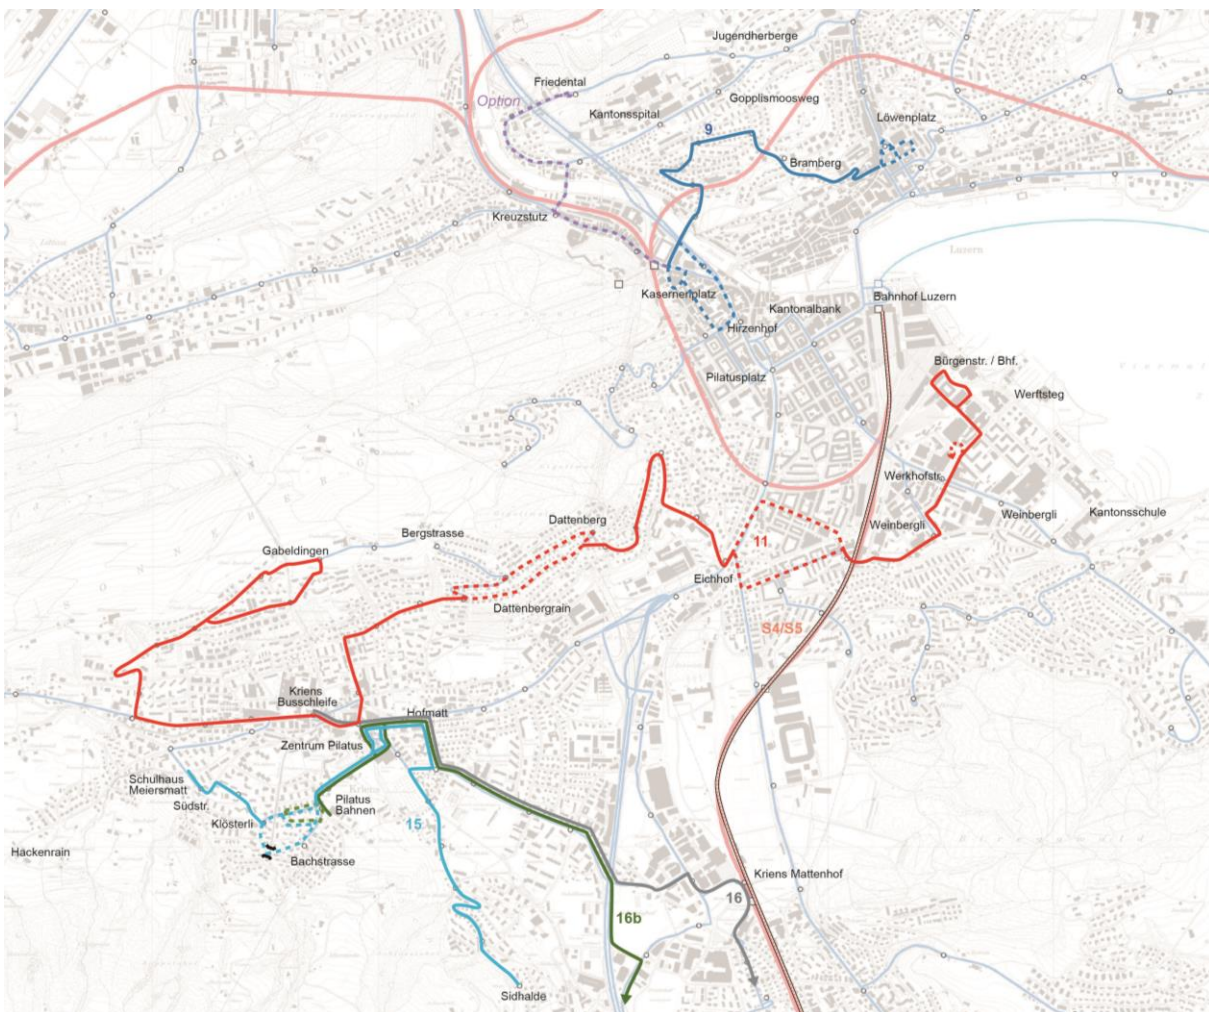 Jugendherberge
Friedental
Option
Kantonsspital
Gopplismoosweg
Löwenplatz
9
Bramberg
Kreuzstutz
Luzern
Kasernenplatz
Bahnhof Luzern
Kantonalbank
Hirzenhof
Pilatusplatz
Bürgenstr. / Bhf.
Werftsteg
Werkhofstr.
Weinbergli
Kantonsschule
Weinbergli
Dattenberg
Bergstrasse
11
Gabeldingen
Eichhof
Dattenbergrain
S4/S5
Kriens
Busschleife
Hofmatt
Zentrum Pilatus
Schulhaus
Meiersmatt
Südstr.
Kriens
Pilatus
Bahnen
Klösterli
15
Hackenrain
Bachstrasse
Kriens Mattenhof
16
16b
Sidhalde